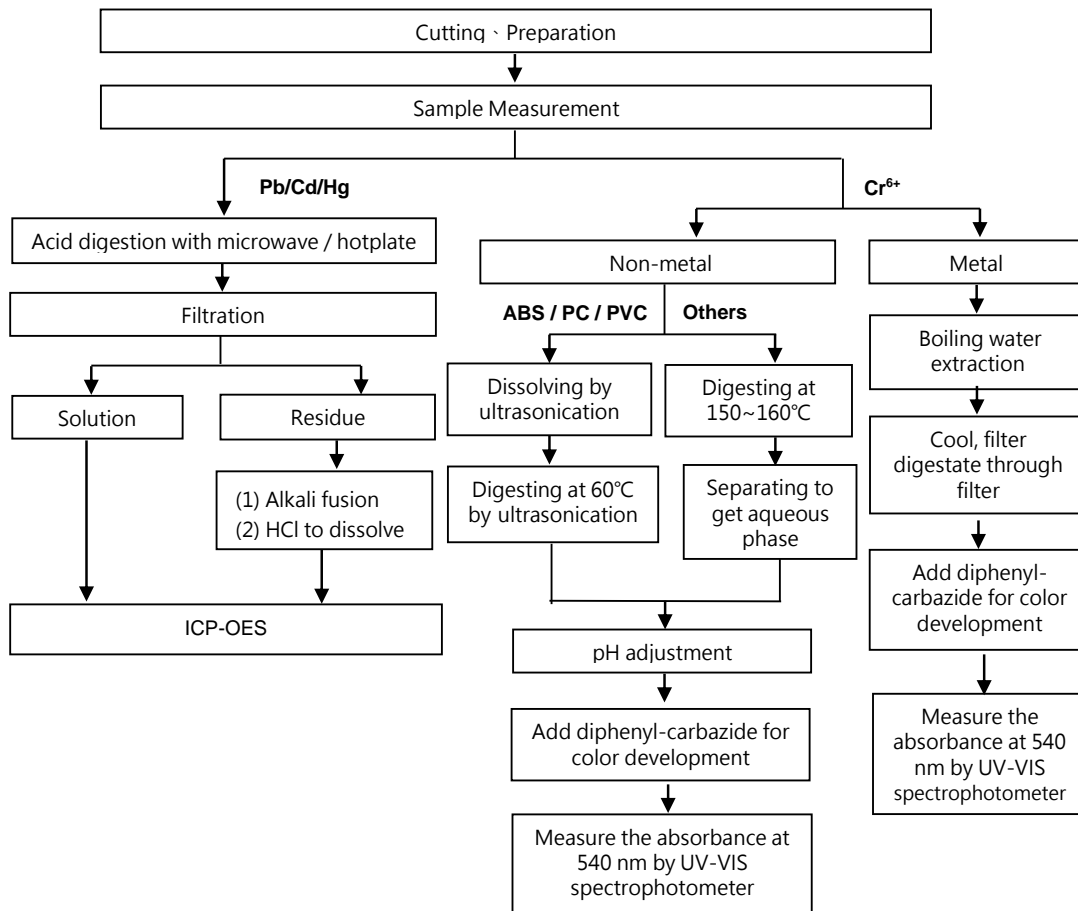 Cutting、Preparation
Sample Measurement
Pb/Cd/Hg
Cr6+
Acid digestion with microwave / hotplate
Filtration
Solution
Residue
(1) Alkali fusion
(2) HCl to dissolve
ICP-OES
Non-metal
ABS / PC / PVC
Others
Dissolving by
ultrasonication
Digesting at 60℃
by ultrasonication
Digesting at
150~160℃
Separating to
get aqueous
phase
pH adjustment
Add diphenyl-carbazide for
color development
Measure the absorbance at
540 nm by UV-VIS
spectrophotometer
Metal
Boiling water
extraction
Cool, filter
digestate through
filter
Add diphenyl-
carbazide for color
development
Measure the
absorbance at 540
nm by UV-VIS
spectrophotometer